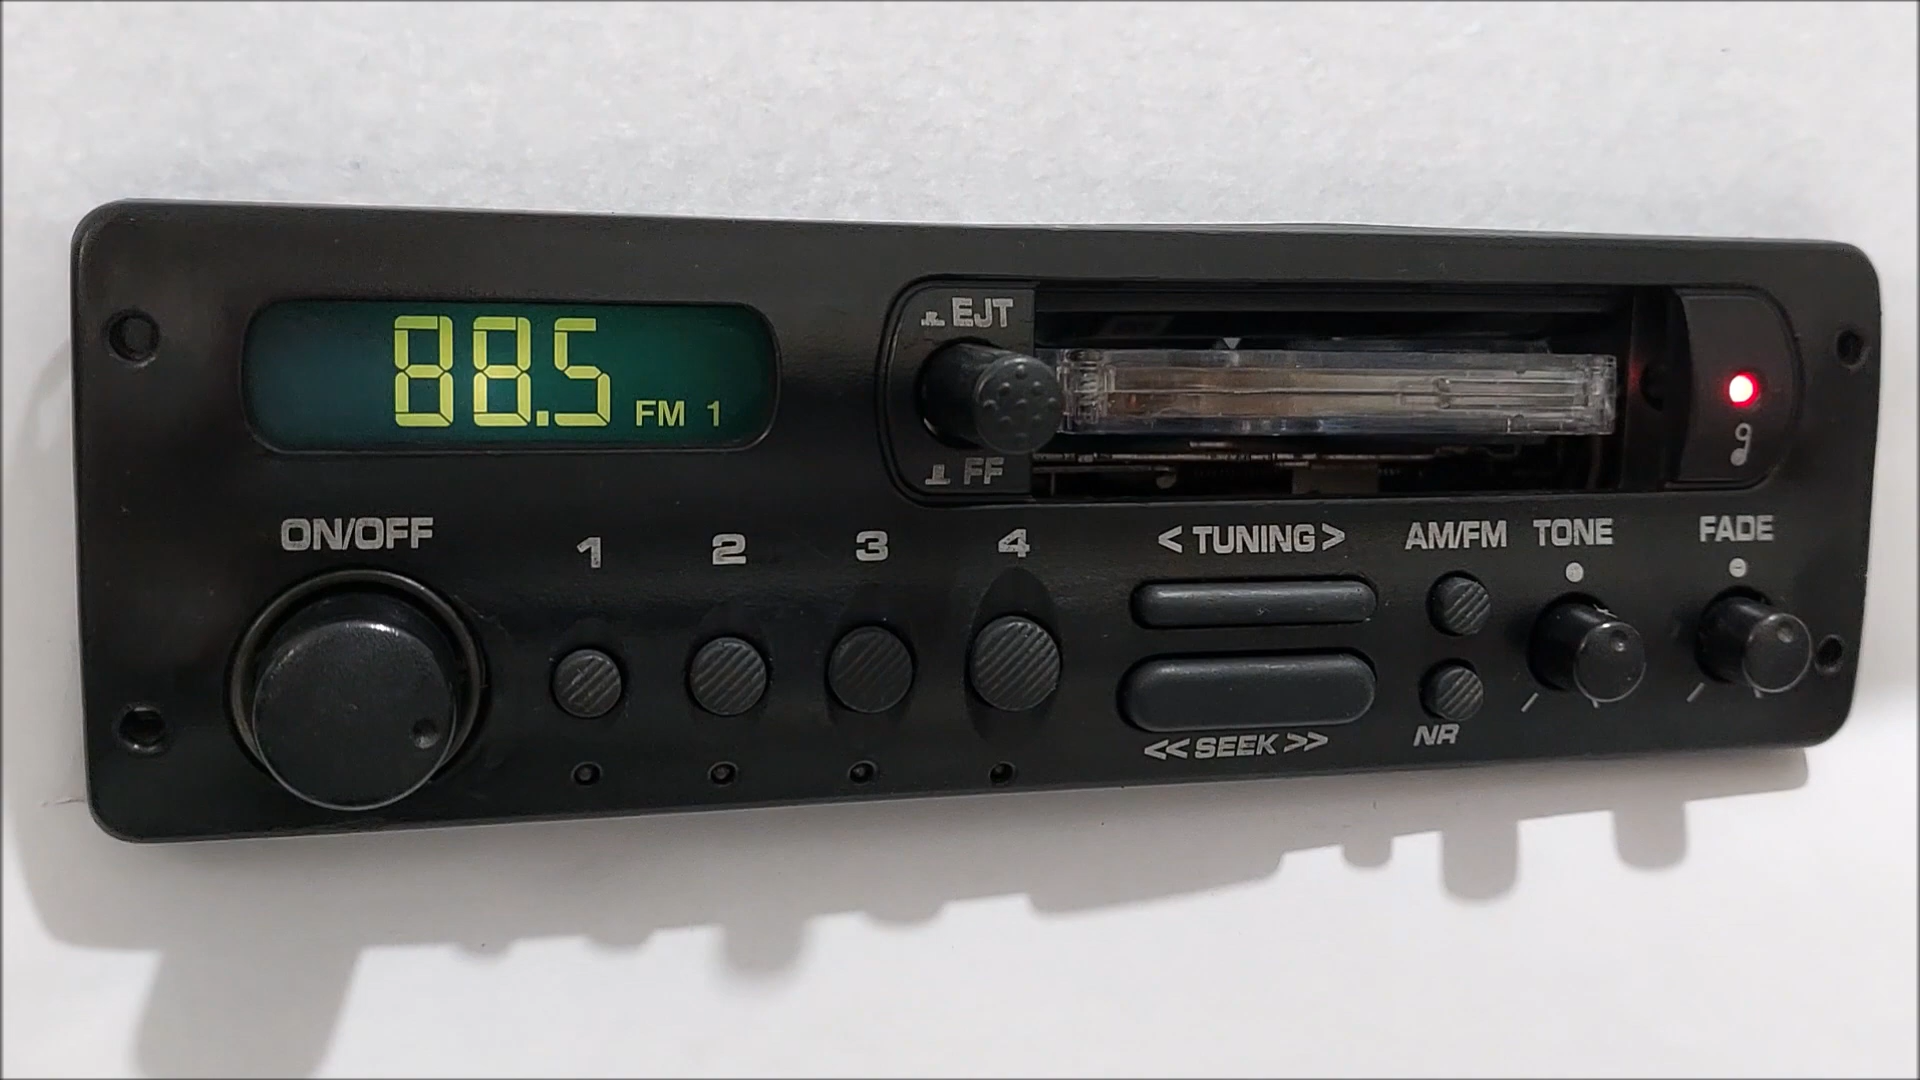 88.5 FM 1
EJT
FF
ON/OFF
1
2
3
4
< TUNING >
AM/FM
TONE
FADE
<< SEEK >>
NR